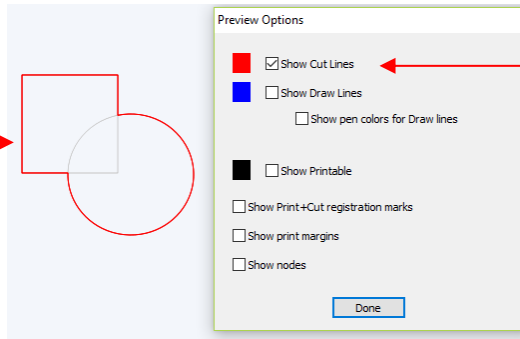 Preview Options
Show Cut Lines
Show Draw Lines
Show pen colors for Draw lines
Show Printable
Show Print+Cut registration marks
Show print margins
Show nodes
Done